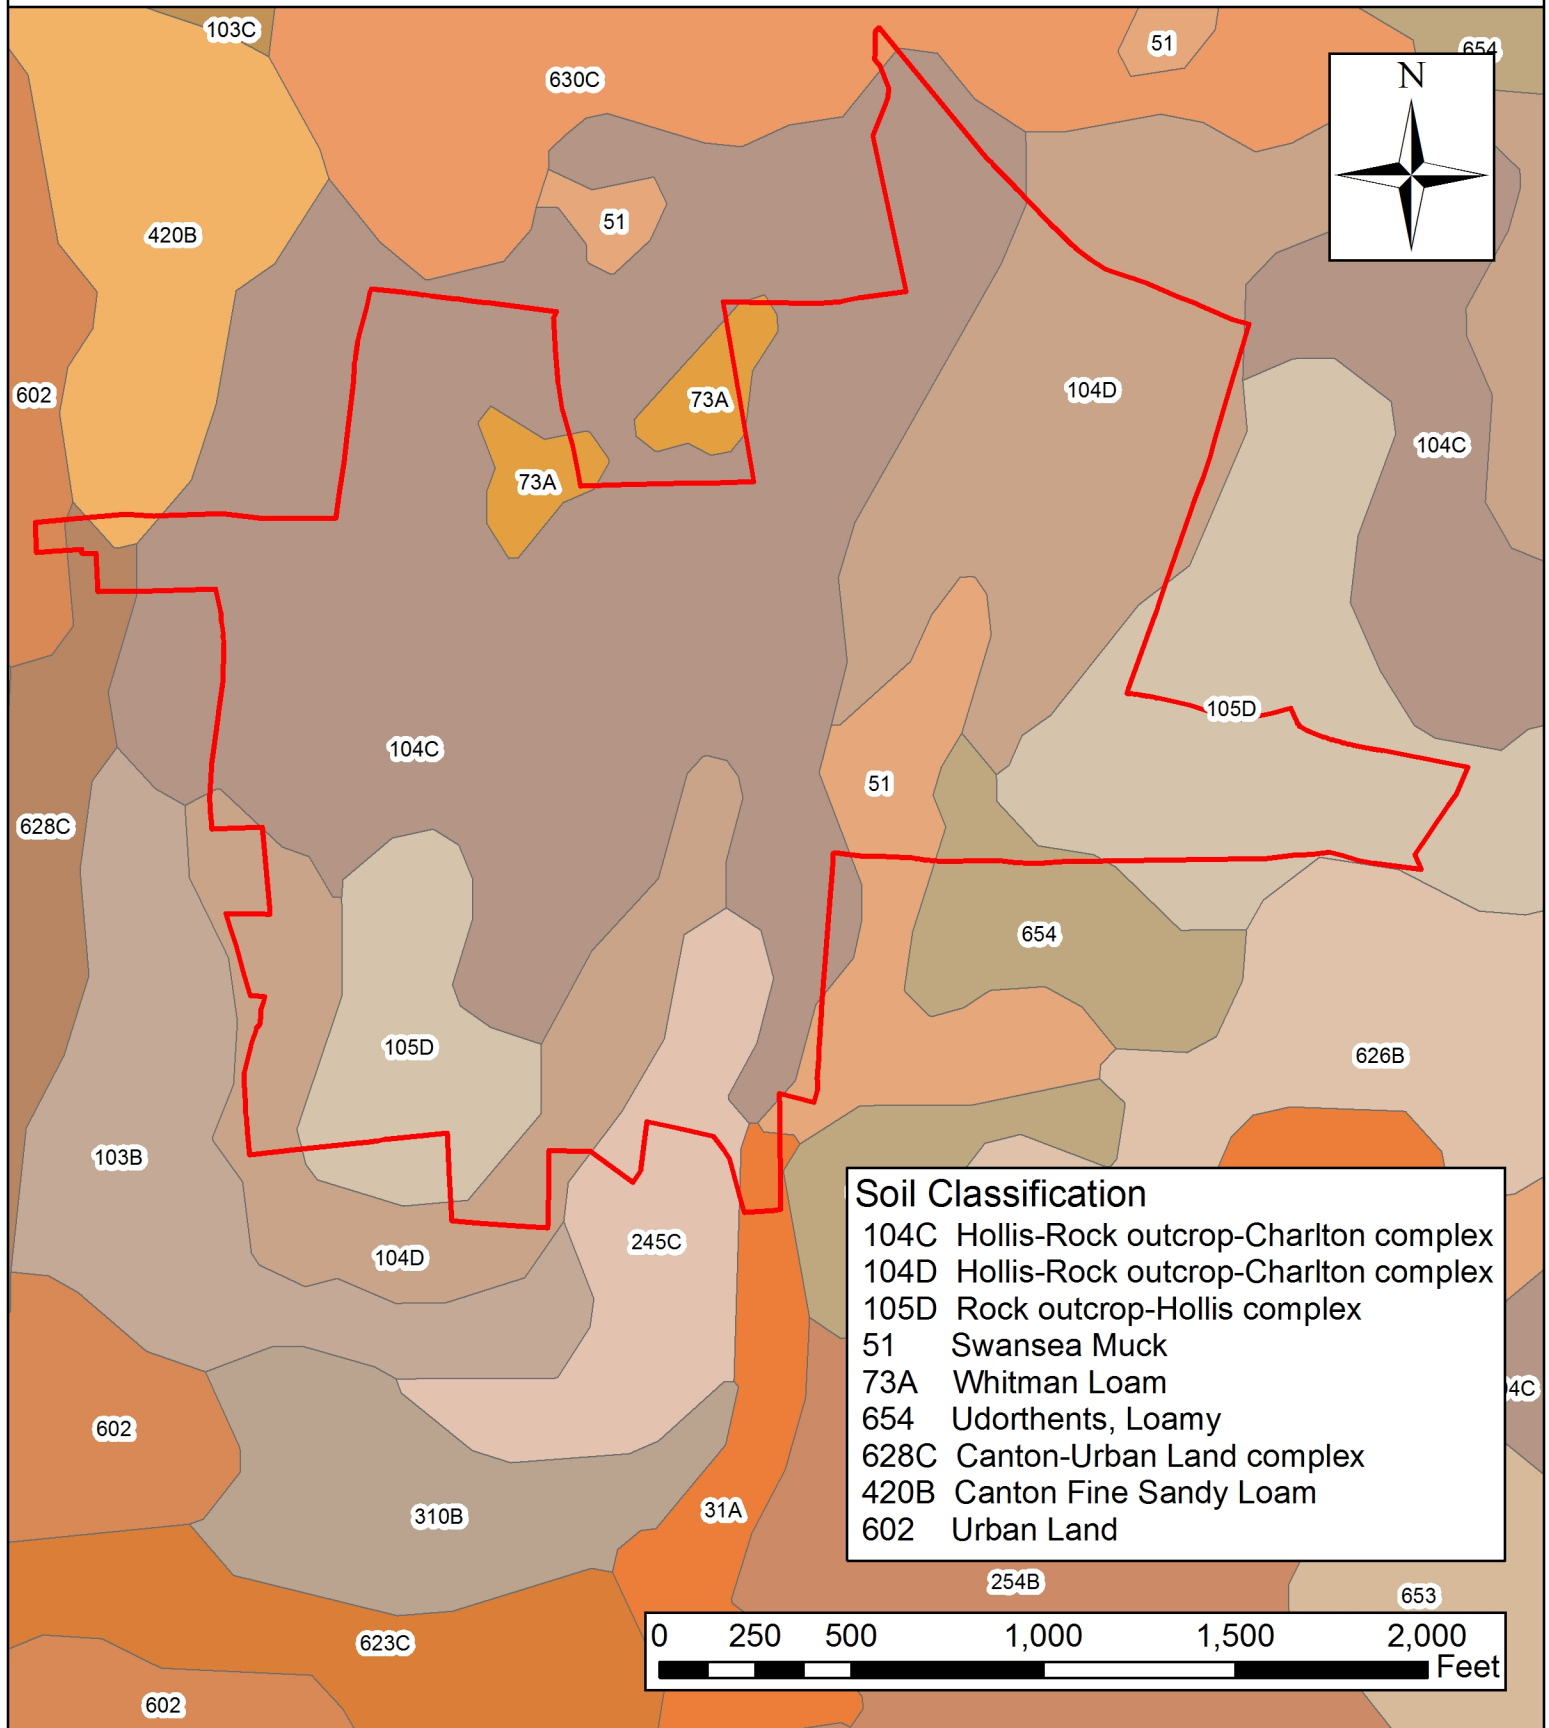 103C
51
654
630C
N
51
420B
104D
602
73A
104C
73A
105D
104C
51
628C
654
105D
626B
103B
245C
104D
Soil Classification
104C Hollis-Rock outcrop-Charlton complex
104D Hollis-Rock outcrop-Charlton complex
105D Rock outcrop-Hollis complex
51 Swansea Muck
73A Whitman Loam
654 Udorthents, Loamy
628C Canton-Urban Land complex
420B Canton Fine Sandy Loam
602 Urban Land
4C
602
31A
310B
254B
653
623C
0 250 500 1,000 1,500 2,000
Feet
602